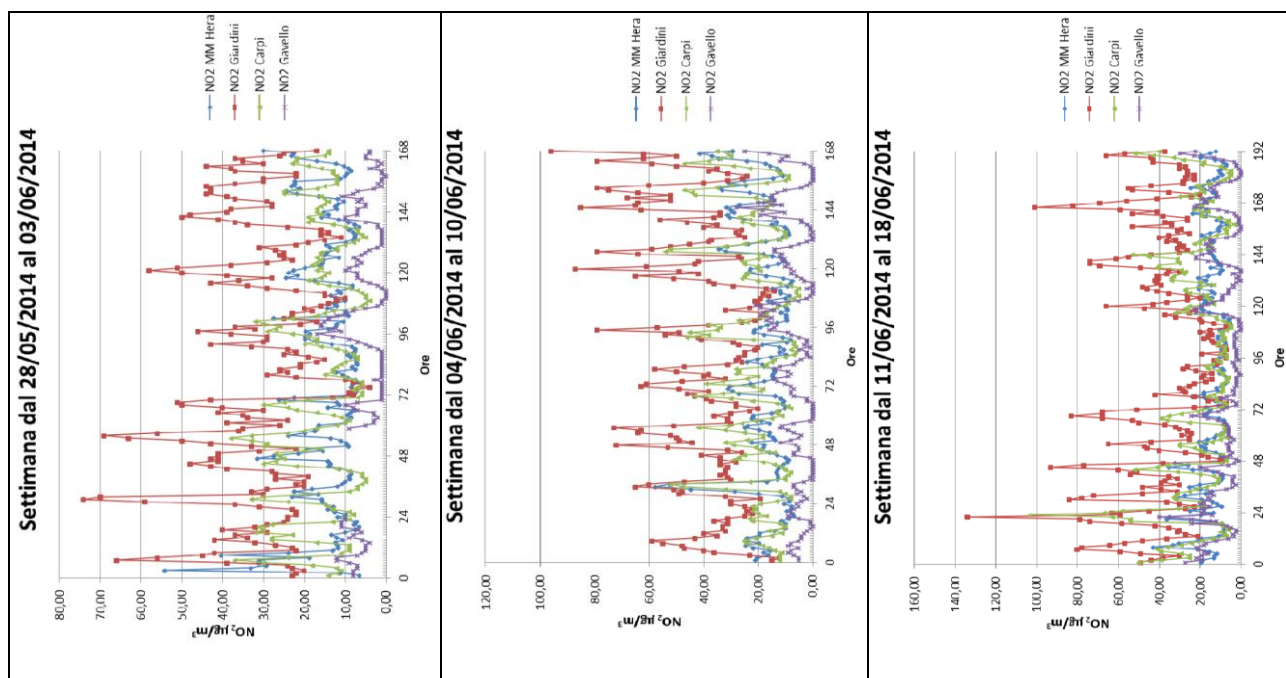 Settimana dal 28/05/2014 al 03/06/2014
80,00
70,00
60,00
50,00
40,00
30,00
20,00
10,00
0,00
NO₂ µg/m³
0
24
48
72
96
120
144
168
Ore
NO2 MM Hera
NO2 Giardini
NO2 Carpi
NO2 Gavello
Settimana dal 04/06/2014 al 10/06/2014
120,00
100,00
80,00
60,00
40,00
20,00
0,00
NO₂ µg/m³
0
24
48
72
96
120
144
168
Ore
NO2 MM Hera
NO2 Giardini
NO2 Carpi
NO2 Gavello
Settimana dal 11/06/2014 al 18/06/2014
160,00
140,00
120,00
100,00
80,00
60,00
40,00
20,00
0,00
NO₂ µg/m³
0
24
48
72
96
120
144
168
192
Ore
NO2 MM Hera
NO2 Giardini
NO2 Carpi
NO2 Gavello